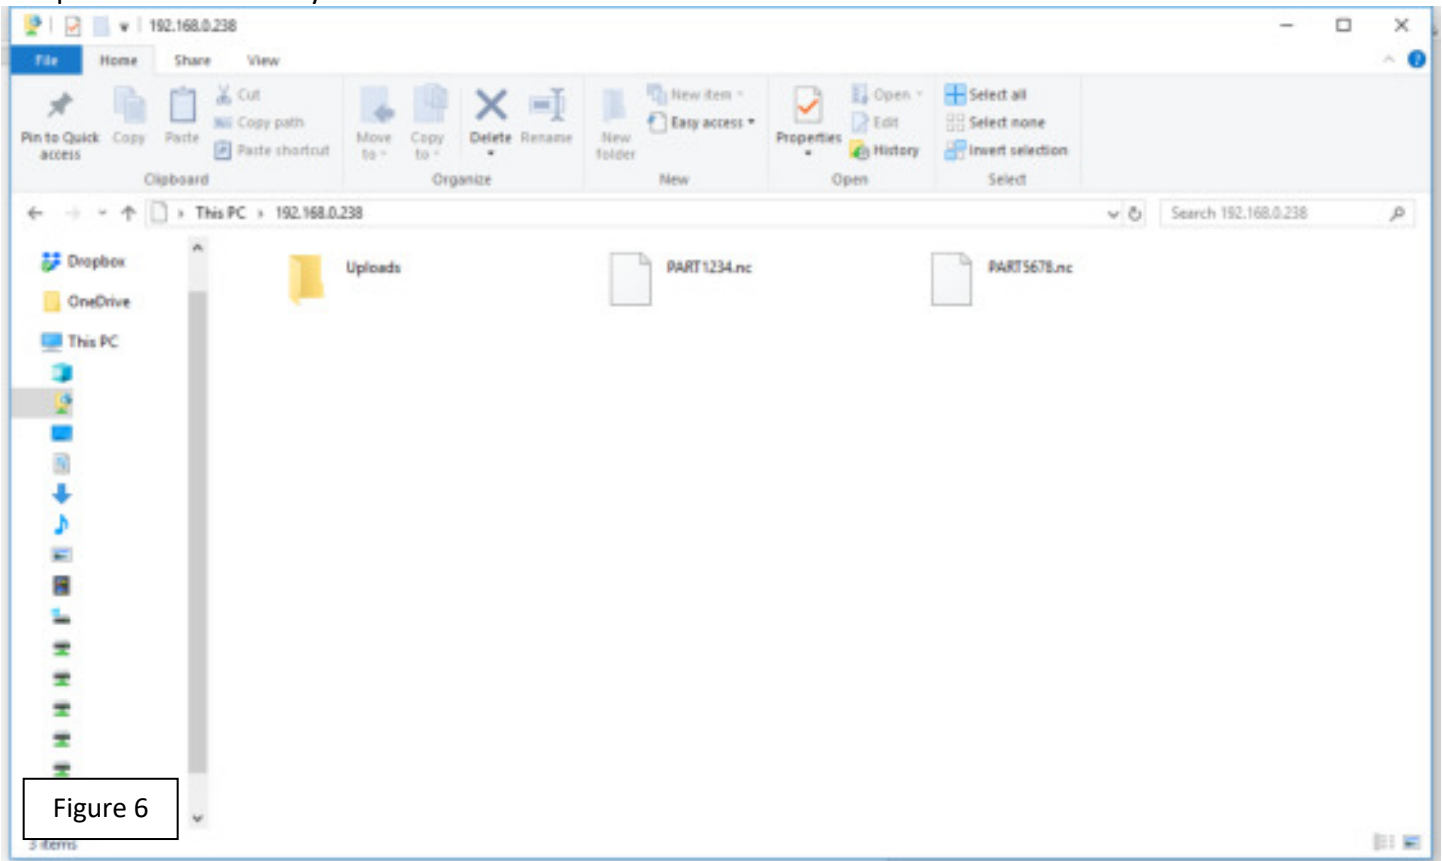 192.168.0.238
File Home Share View
Pin to Quick access
Copy
Paste
Cut
Copy path
Paste shortcut
Clipboard
Move to
Copy to
Delete
Rename
Organize
New folder
New item
Easy access
New
Properties
Open
Edit
History
Open
Select all
Select none
Invert selection
Select
This PC > 192.168.0.238
Search 192.168.0.238
Dropbox
OneDrive
This PC
Uploads
PART1234.nc
PART5678.nc
Figure 6
3 items